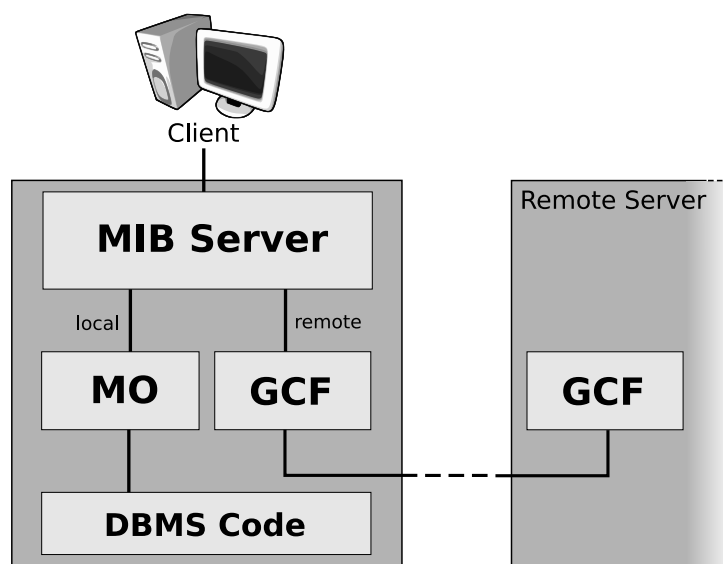 Client
MIB Server
Remote Server
local
remote
MO
GCF
GCF
DBMS Code